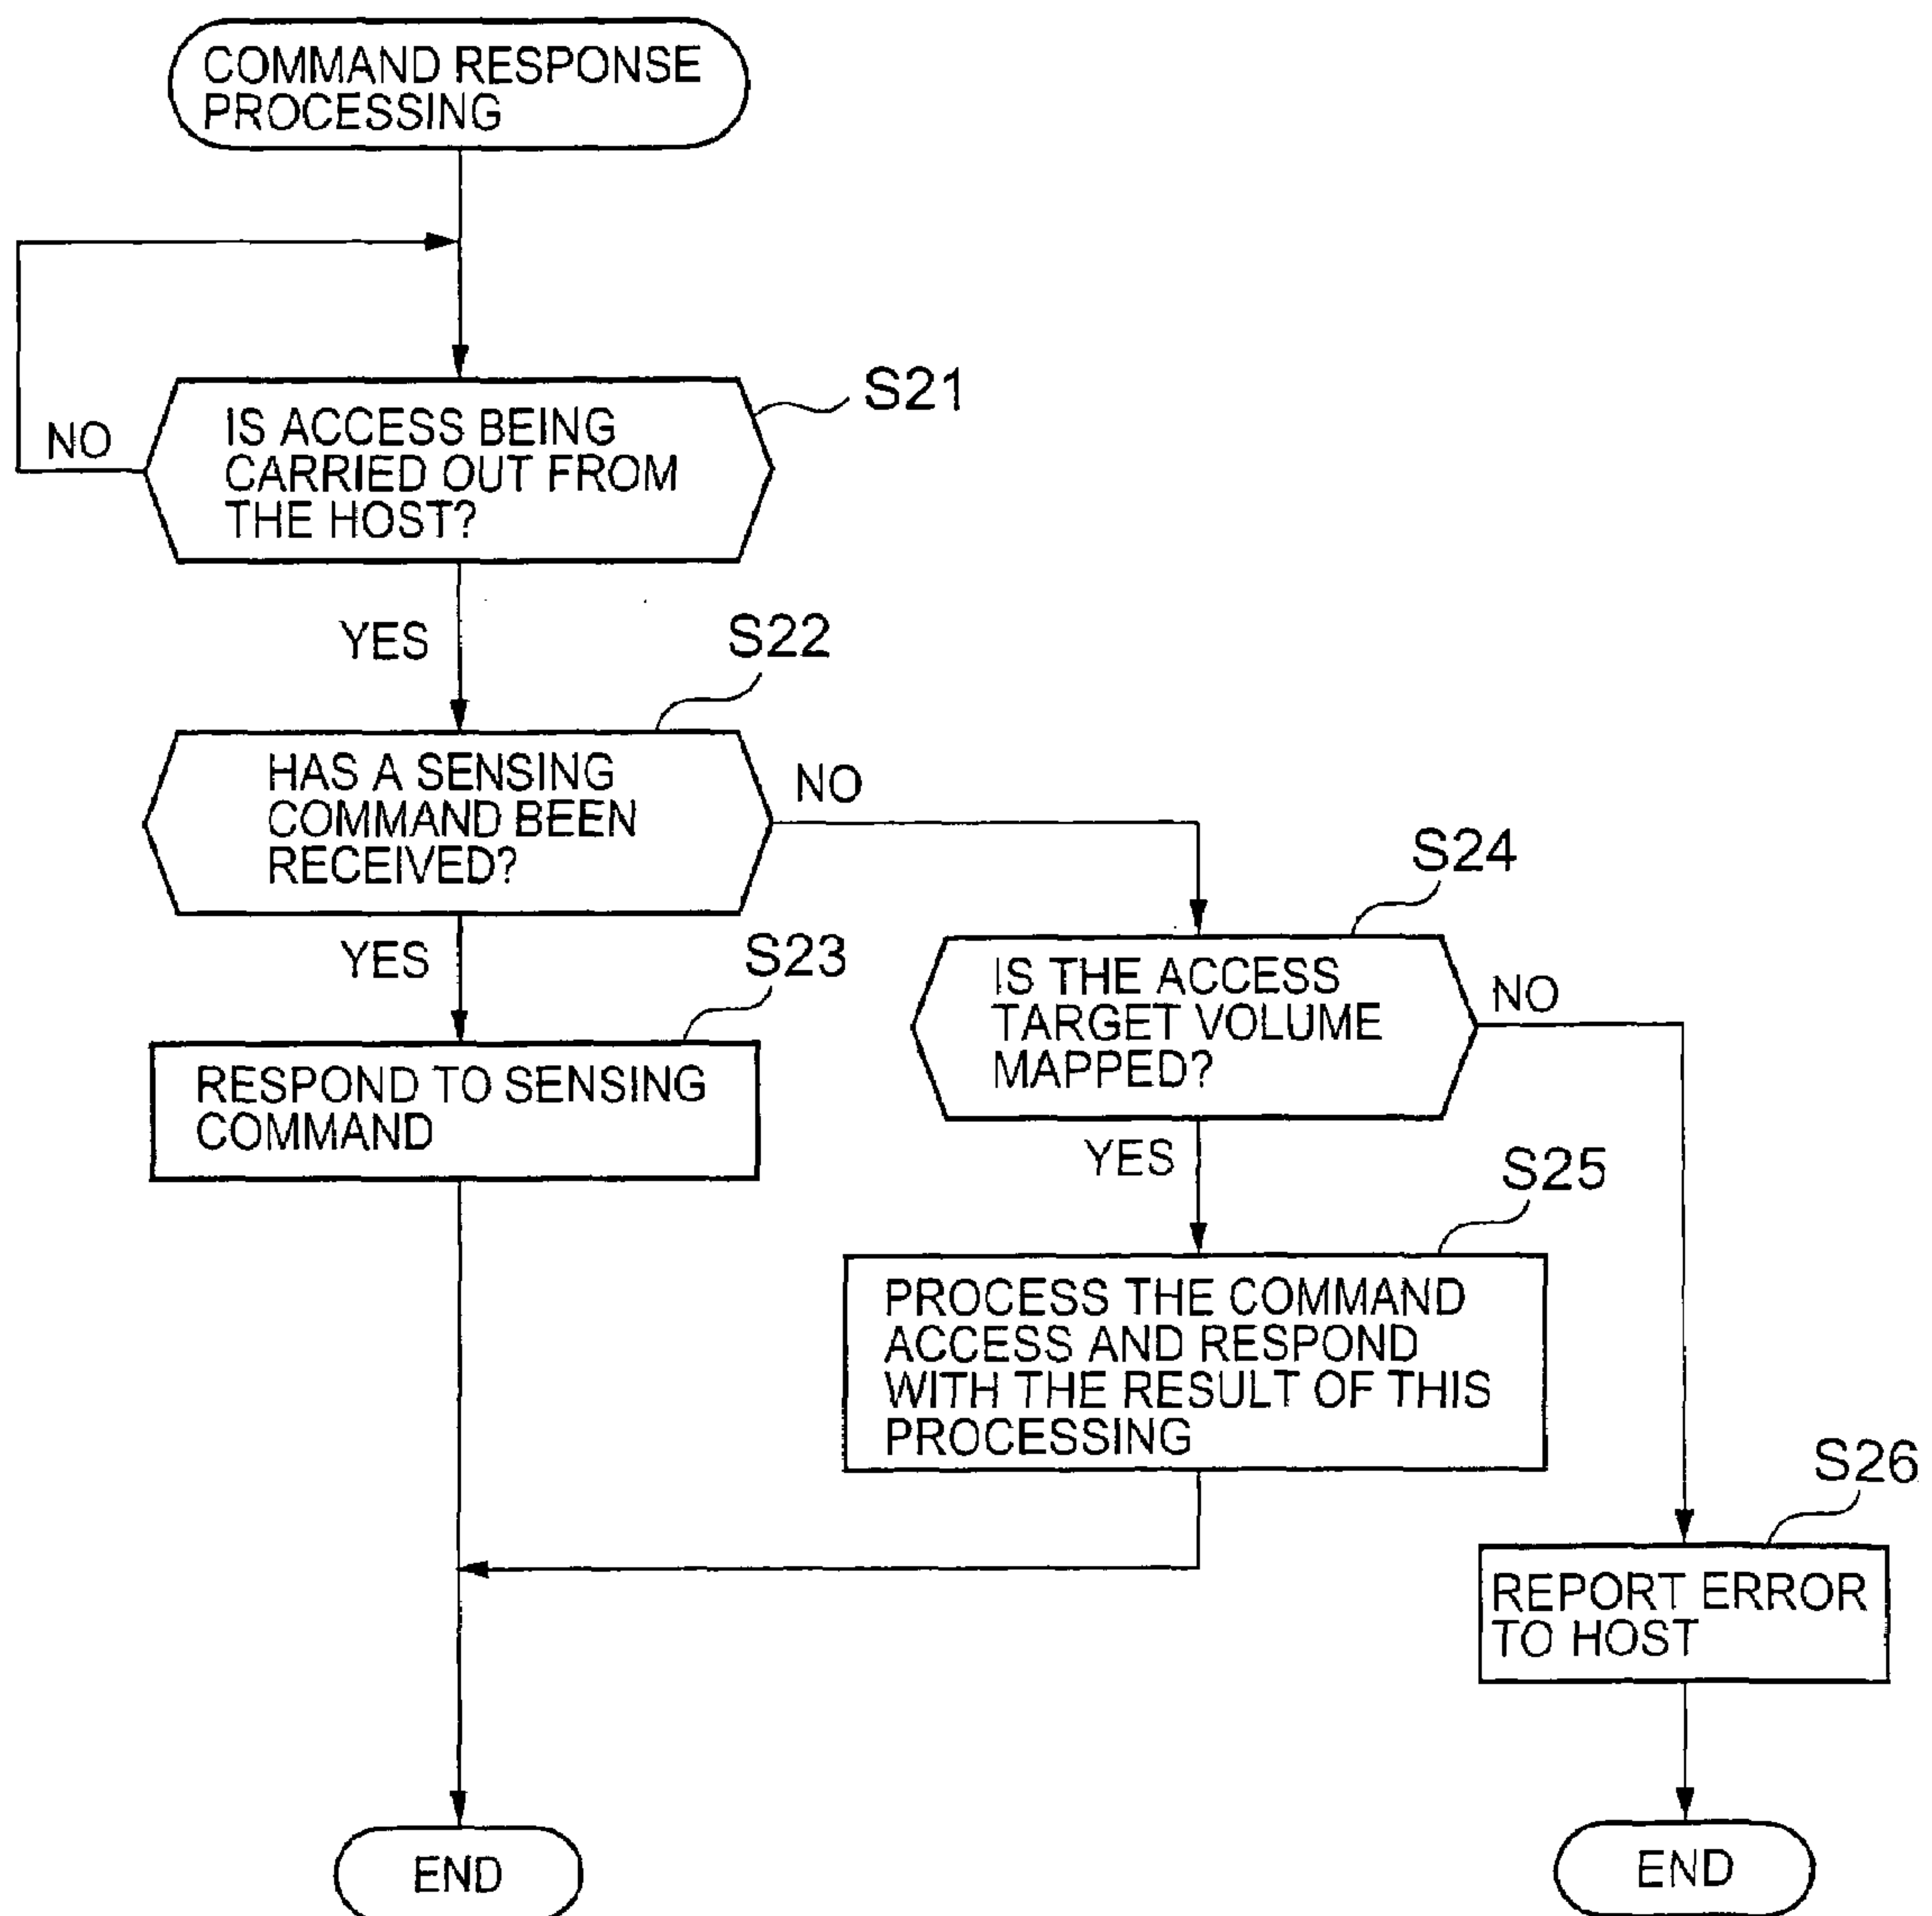 COMMAND RESPONSE
PROCESSING
S21
IS ACCESS BEING
CARRIED OUT FROM
THE HOST?
NO
YES
S22
HAS A SENSING
COMMAND BEEN
RECEIVED?
NO
YES
S23
RESPOND TO SENSING
COMMAND
S24
IS THE ACCESS
TARGET VOLUME
MAPPED?
NO
YES
S25
PROCESS THE COMMAND
ACCESS AND RESPOND
WITH THE RESULT OF THIS
PROCESSING
S26
REPORT ERROR
TO HOST
END
END